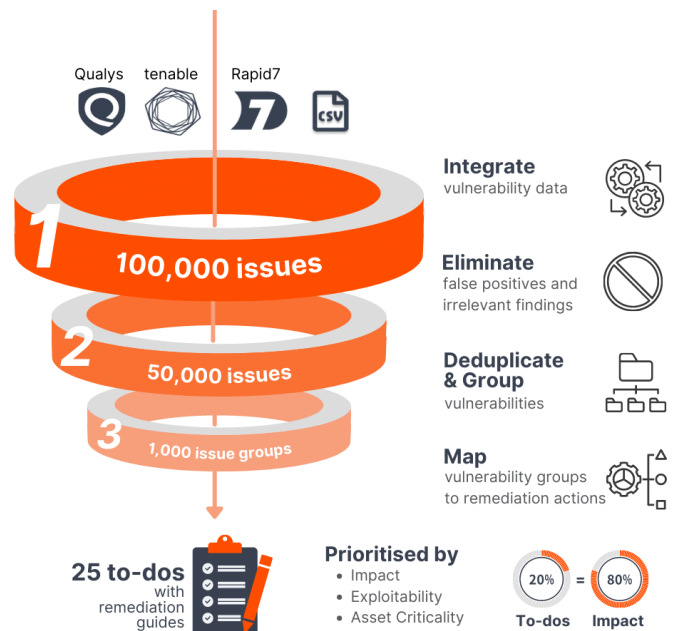 Qualys
tenable
Rapid7
CSV
1
100,000 issues
2
50,000 issues
3
1,000 issue groups
Integrate
vulnerability data
Eliminate
false positives and
irrelevant findings
Deduplicate
& Group
vulnerabilities
Map
vulnerability groups
to remediation actions
25 to-dos
with
remediation
guides
Prioritised by
• Impact
• Exploitability
• Asset Criticality
20% = 80%
To-dos Impact